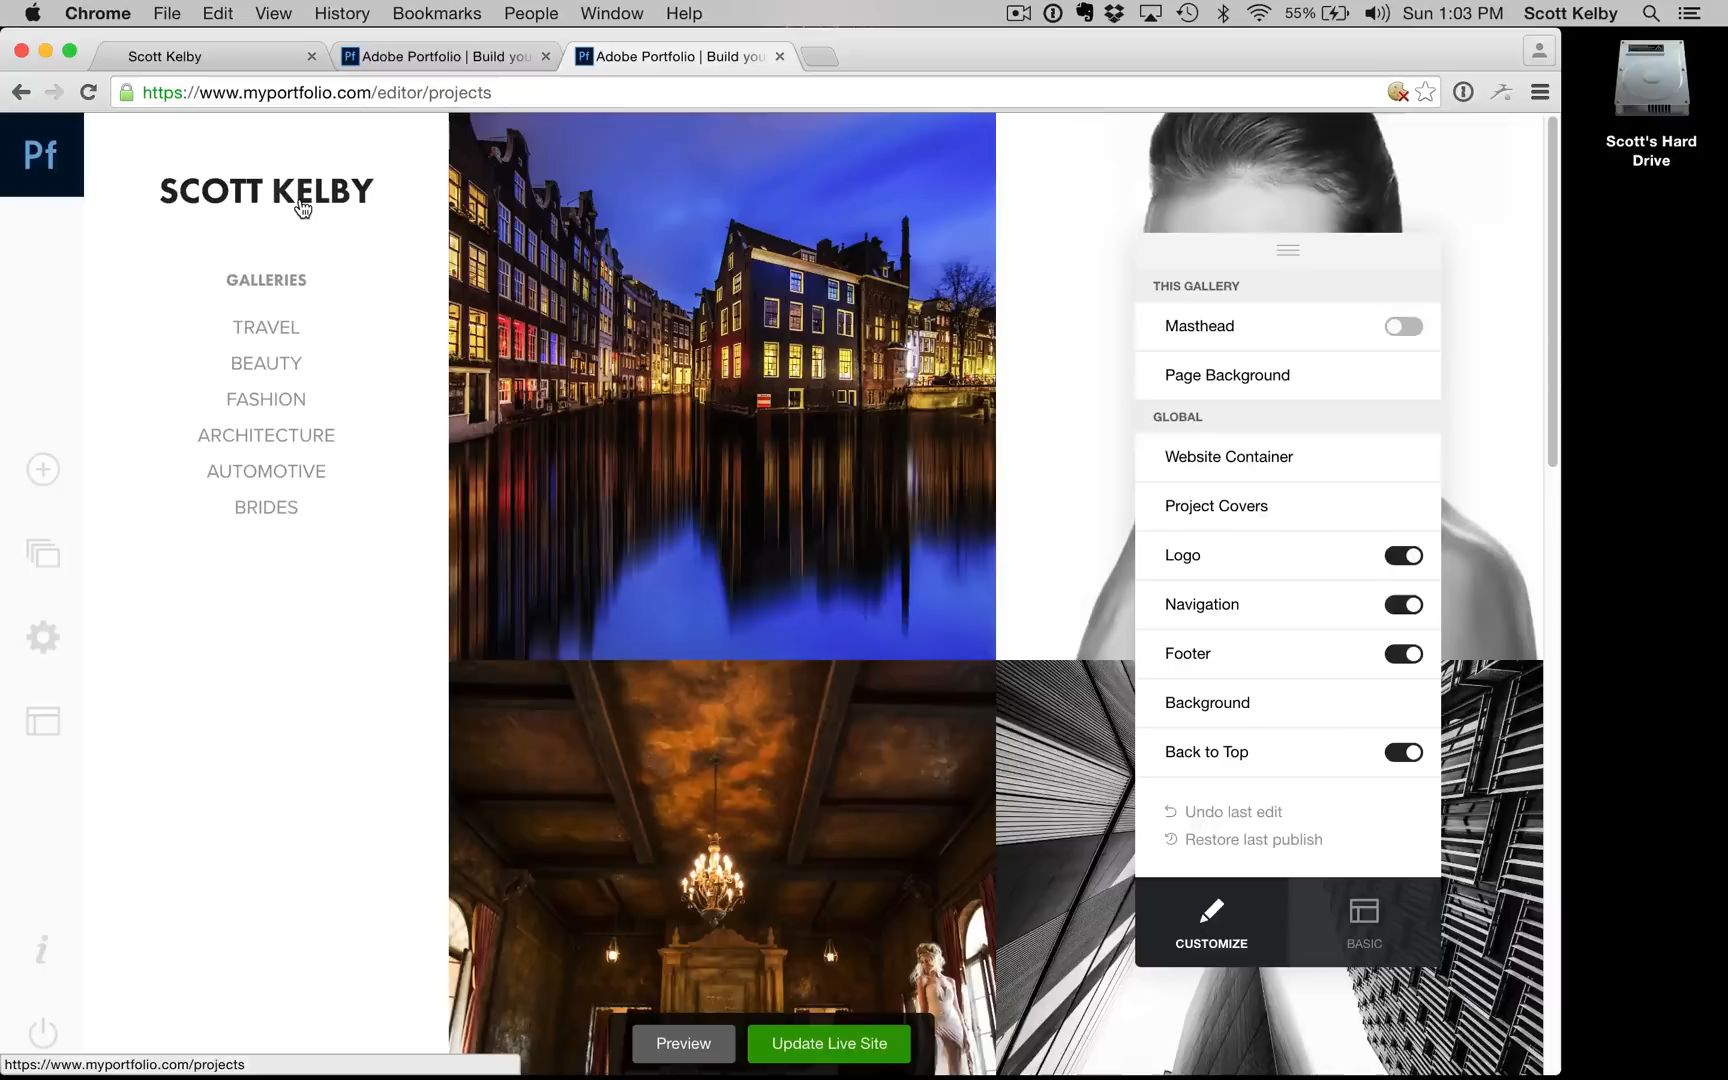 Chrome File Edit View History Bookmarks People Window Help 55% Sun 1:03 PM Scott Kelby
Scott Kelby
Pf Adobe Portfolio | Build you
Pf Adobe Portfolio | Build you
https://www.myportfolio.com/editor/projects
Scott's Hard
Drive
Pf
SCOTT KELBY
GALLERIES
TRAVEL
BEAUTY
FASHION
ARCHITECTURE
AUTOMOTIVE
BRIDES
THIS GALLERY
Masthead
Page Background
GLOBAL
Website Container
Project Covers
Logo
Navigation
Footer
Background
Back to Top
Undo last edit
Restore last publish
CUSTOMIZE
BASIC
Preview
Update Live Site
https://www.myportfolio.com/projects